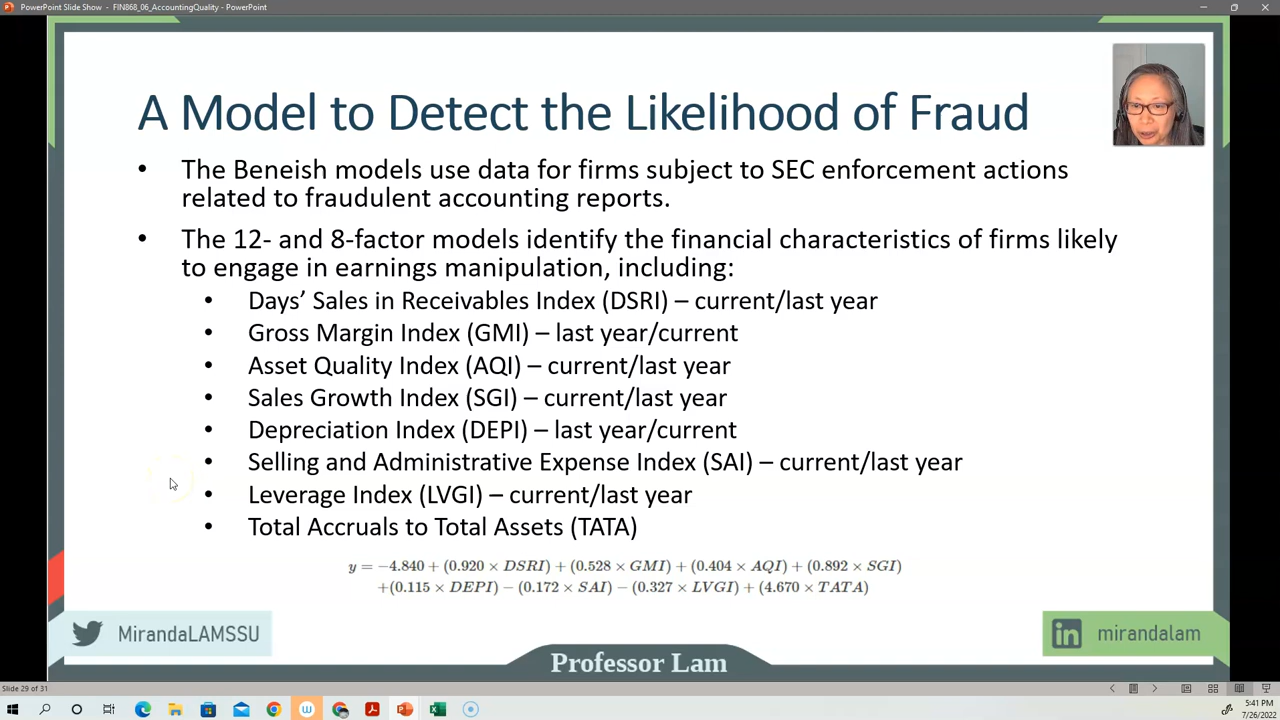 PowerPoint Slide Show - FIN868_06_AccountingQuality - PowerPoint
A Model to Detect the Likelihood of Fraud
• The Beneish models use data for firms subject to SEC enforcement actions
related to fraudulent accounting reports.
• The 12- and 8-factor models identify the financial characteristics of firms likely
to engage in earnings manipulation, including:
• Days’ Sales in Receivables Index (DSRI) – current/last year
• Gross Margin Index (GMI) – last year/current
• Asset Quality Index (AQI) – current/last year
• Sales Growth Index (SGI) – current/last year
• Depreciation Index (DEPI) – last year/current
• Selling and Administrative Expense Index (SAI) – current/last year
• Leverage Index (LVGI) – current/last year
• Total Accruals to Total Assets (TATA)
y = −4.840 + (0.920 × DSRI) + (0.528 × GMI) + (0.404 × AQI) + (0.892 × SGI)
+(0.115 × DEPI) − (0.172 × SAI) − (0.327 × LVGI) + (4.670 × TATA)
MirandaLAMSSU
in mirandalam
Professor Lam
Slide 29 of 31
5:41 PM
7/26/2022